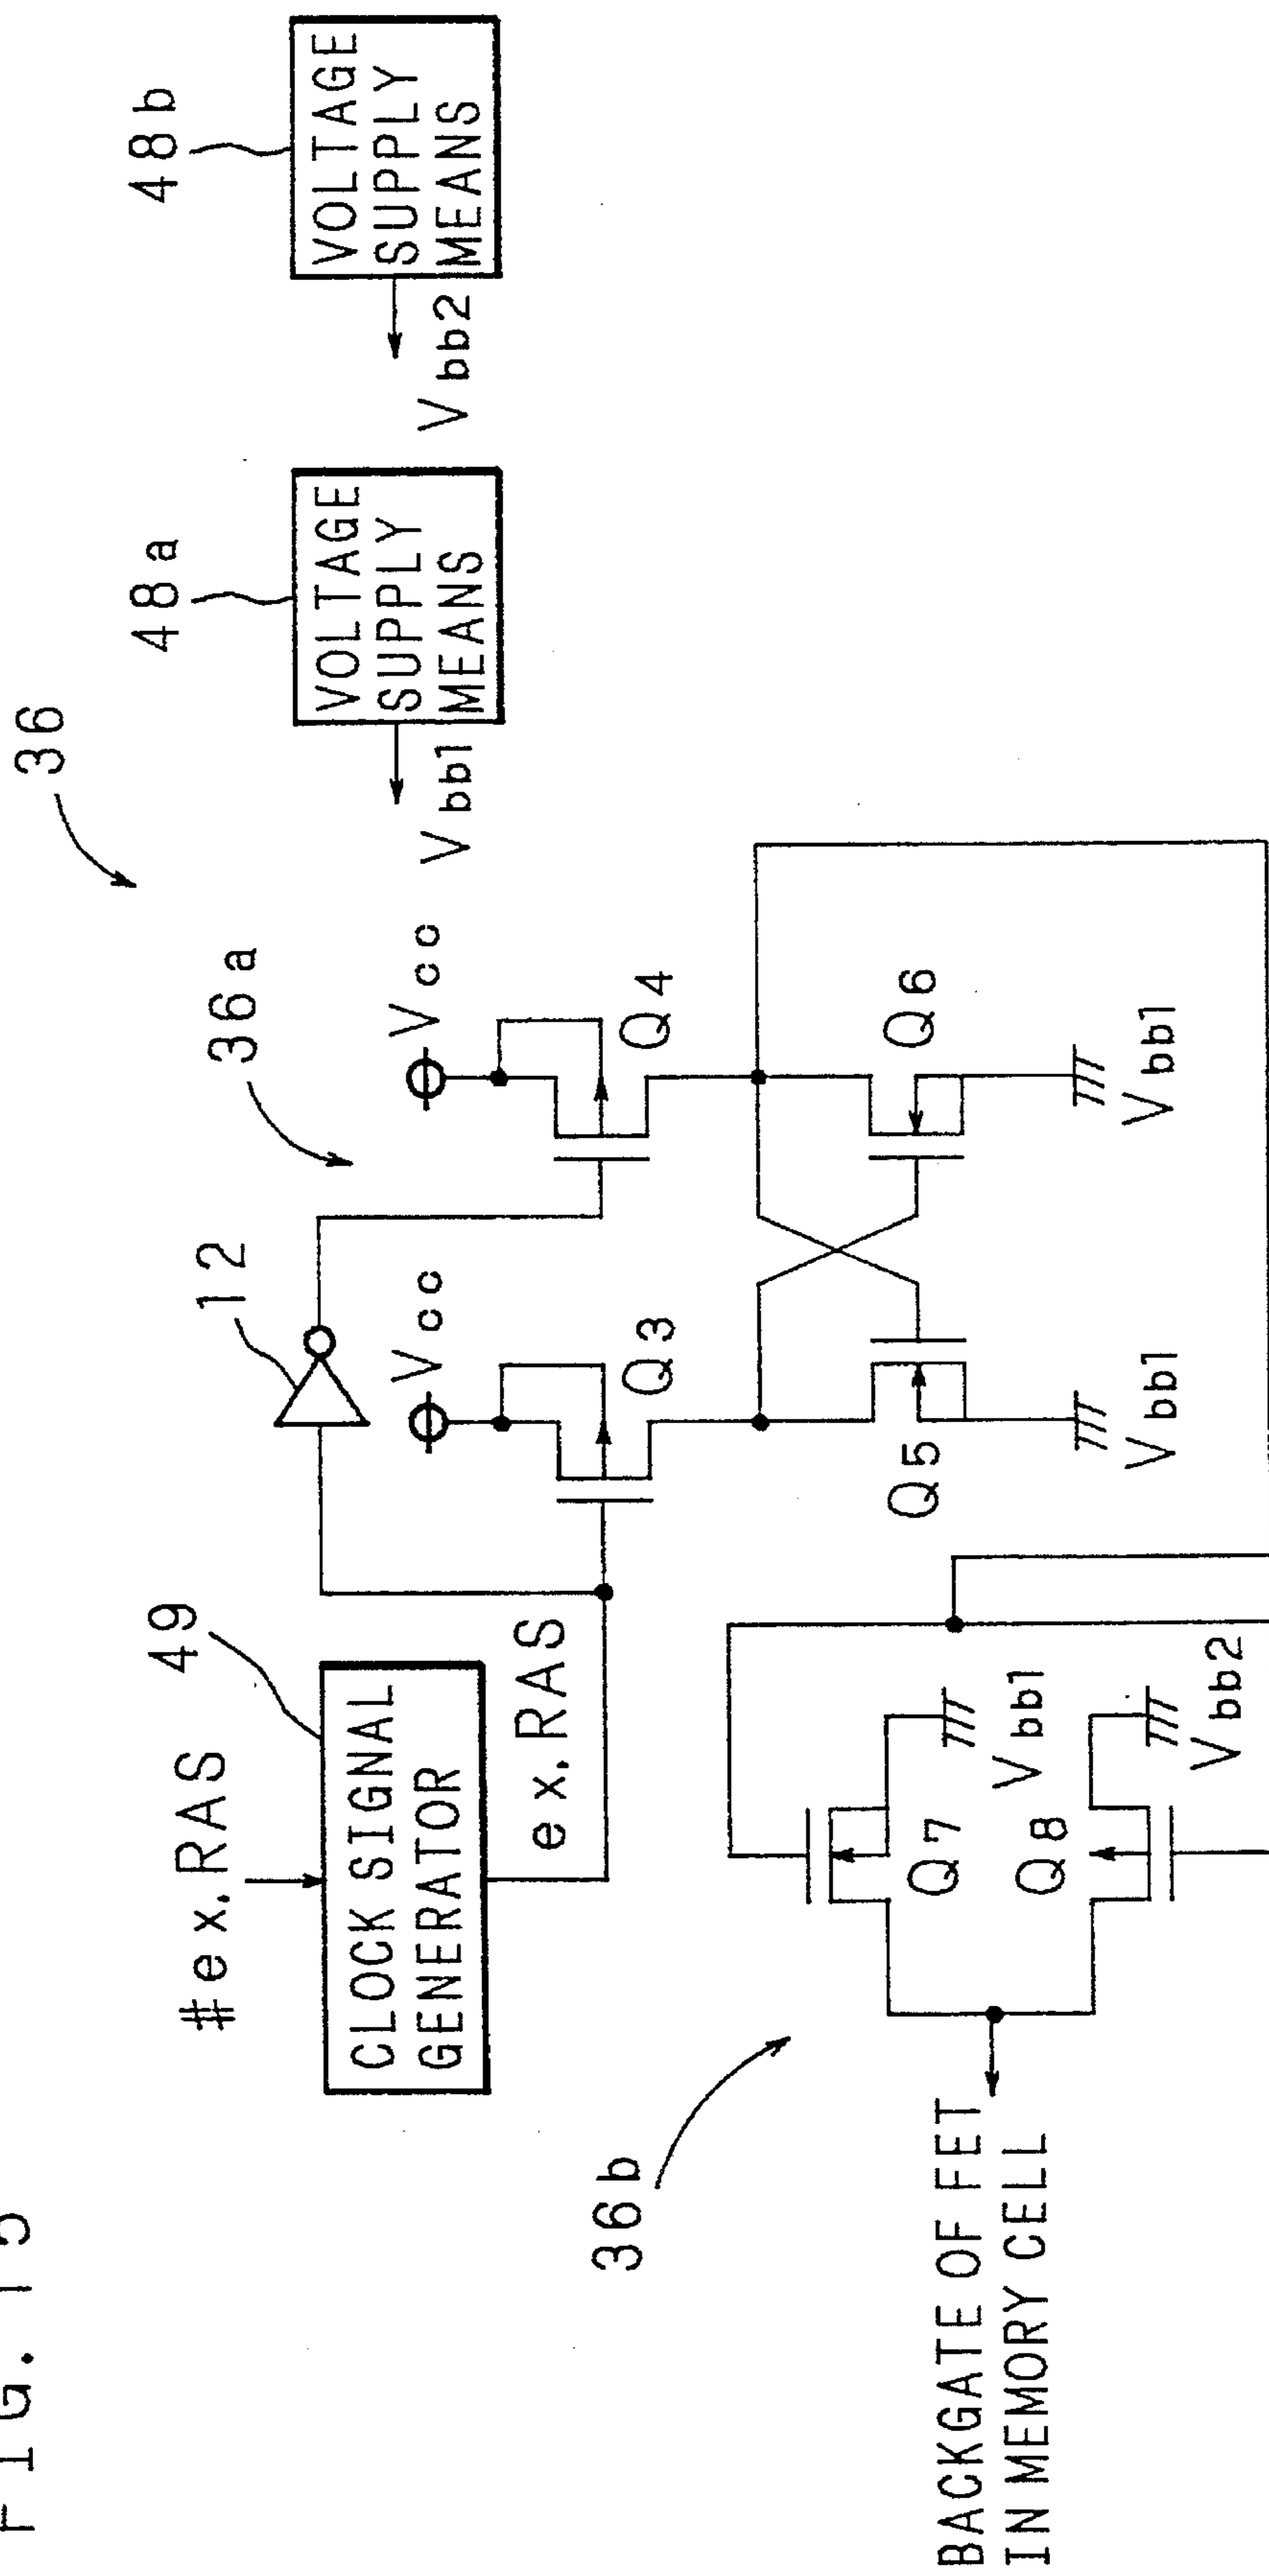 FIG. 15
36
48a
48b
VOLTAGE
SUPPLY
MEANS
VOLTAGE
SUPPLY
MEANS
Vbb1
Vbb2
#ex.RAS
49
12
36a
CLOCK SIGNAL
GENERATOR
Vcc
Vcc
ex.RAS
Q3
Q4
Q5
Q6
Vbb1
Vbb1
36b
Q7
Vbb1
Q8
Vbb2
BACKGATE OF FET
IN MEMORY CELL